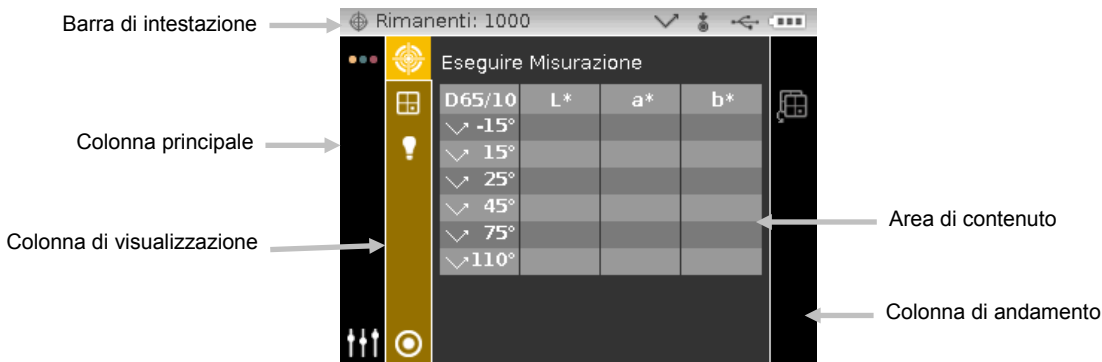 Barra di intestazione
Rimanenti: 1000
Eseguire Misurazione
D65/10 L* a* b*
-15°
15°
25°
45°
75°
110°
Colonna principale
Colonna di visualizzazione
Area di contenuto
Colonna di andamento